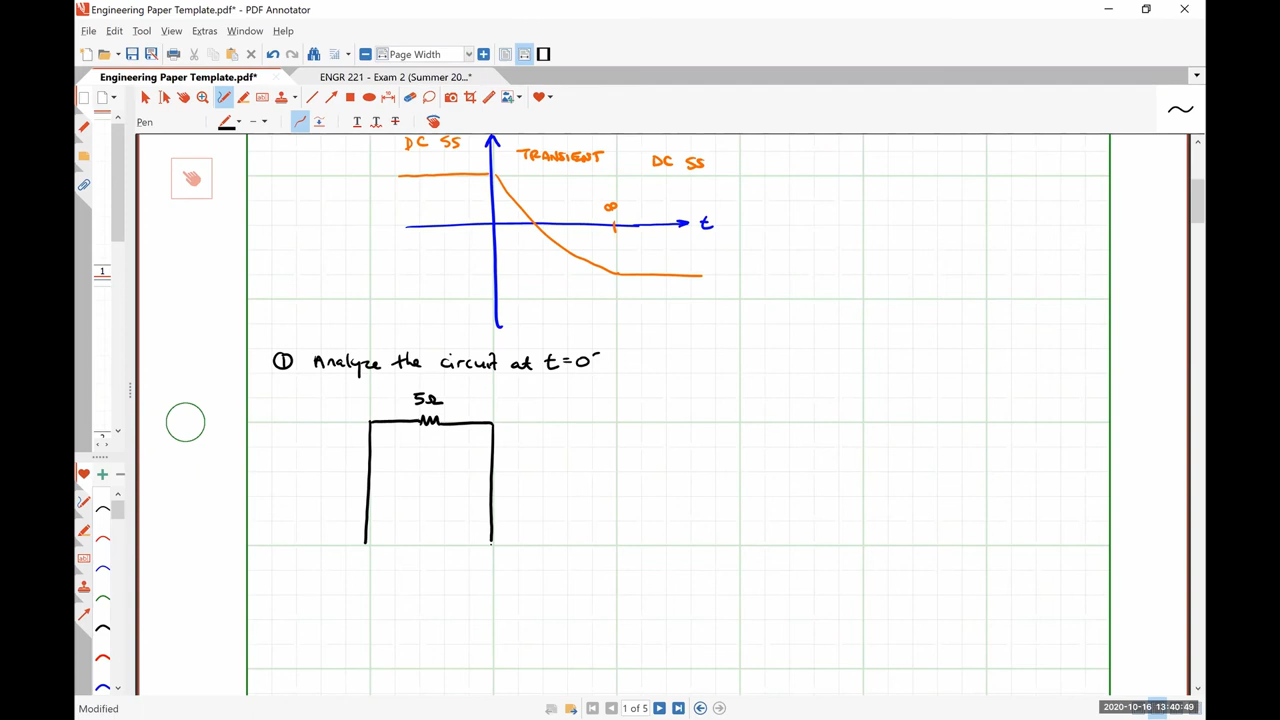 Engineering Paper Template.pdf* - PDF Annotator
File Edit Tool View Extras Window Help
Page Width
Engineering Paper Template.pdf* ENGR 221 - Exam 2 (Summer 20...*
Pen
DC SS TRANSIENT DC SS
∞
t
1
① Analyze the circuit at t=0⁻
5Ω
1 of 5
Modified
2020-10-16 13:40:49